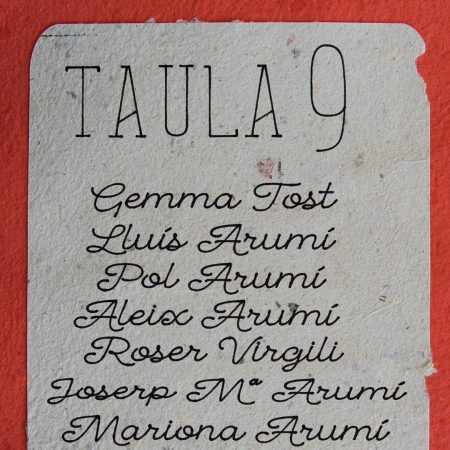 TAULA 9
Gemma Tost
Lluís Arumí
Pol Arumí
Aleix Arumí
Roser Virgili
Joserp Mª Arumí
Mariona Arumí